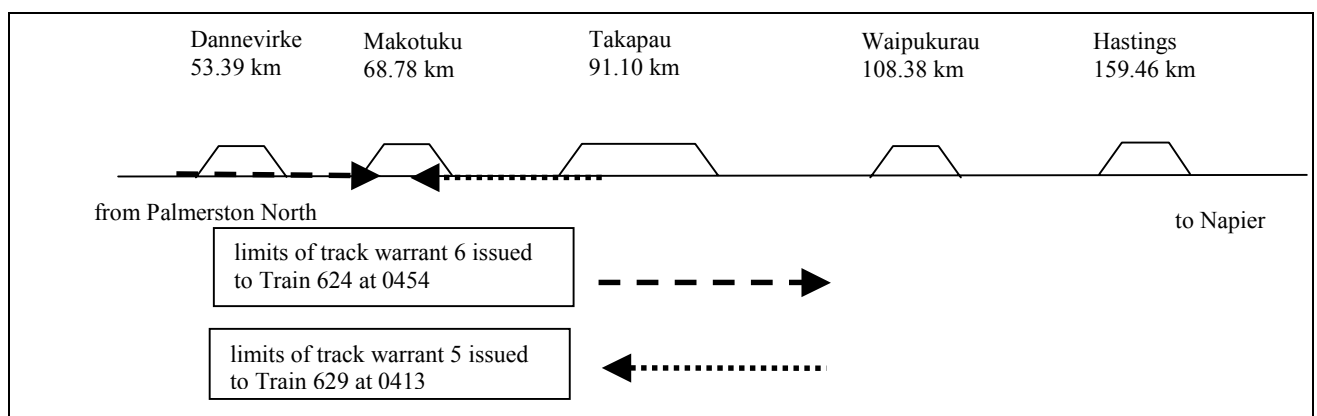 Dannevirke
53.39 km
Makotuku
68.78 km
Takapau
91.10 km
Waipukurau
108.38 km
Hastings
159.46 km
from Palmerston North
to Napier
limits of track warrant 6 issued
to Train 624 at 0454
limits of track warrant 5 issued
to Train 629 at 0413